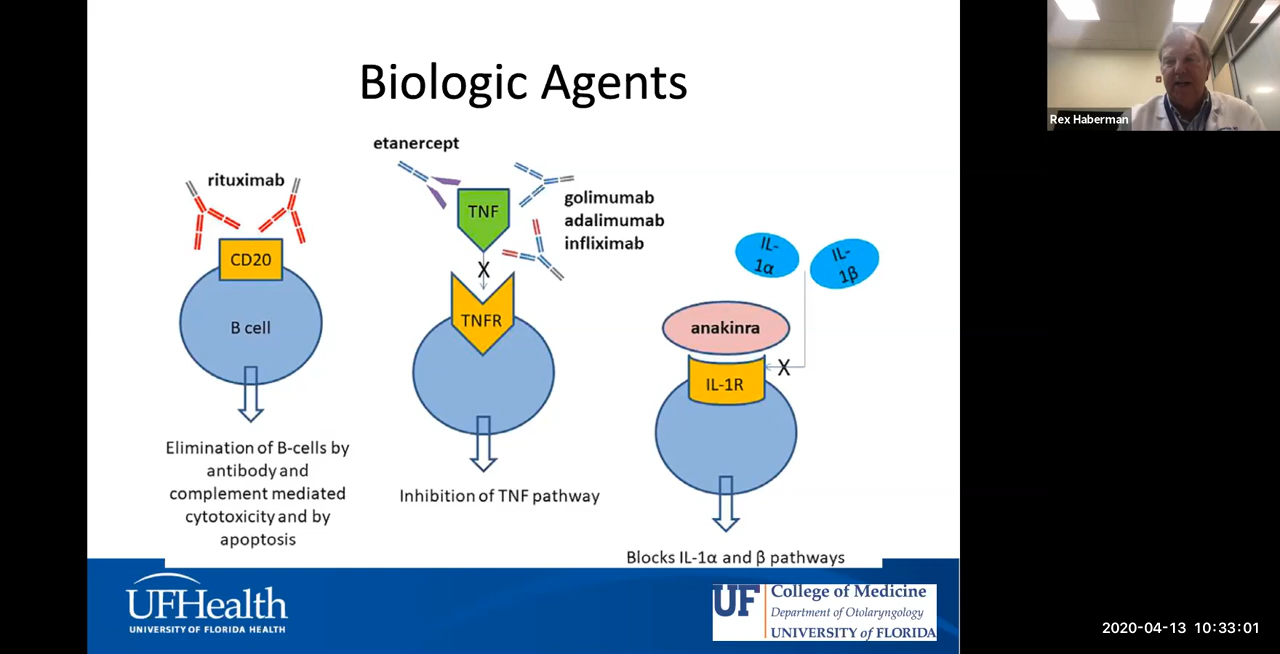 Biologic Agents
Rex Haberman
etanercept
rituximab
TNF
golimumab
adalimumab
infliximab
CD20
IL-
1α
IL-
1β
X
TNFR
B cell
anakinra
X
IL-1R
Elimination of B-cells by
antibody and
complement mediated
cytotoxicity and by
apoptosis
Inhibition of TNF pathway
Blocks IL-1α and β pathways
UFHealth
UNIVERSITY OF FLORIDA HEALTH
UF
College of Medicine
Department of Otolaryngology
UNIVERSITY of FLORIDA
2020-04-13 10:33:01